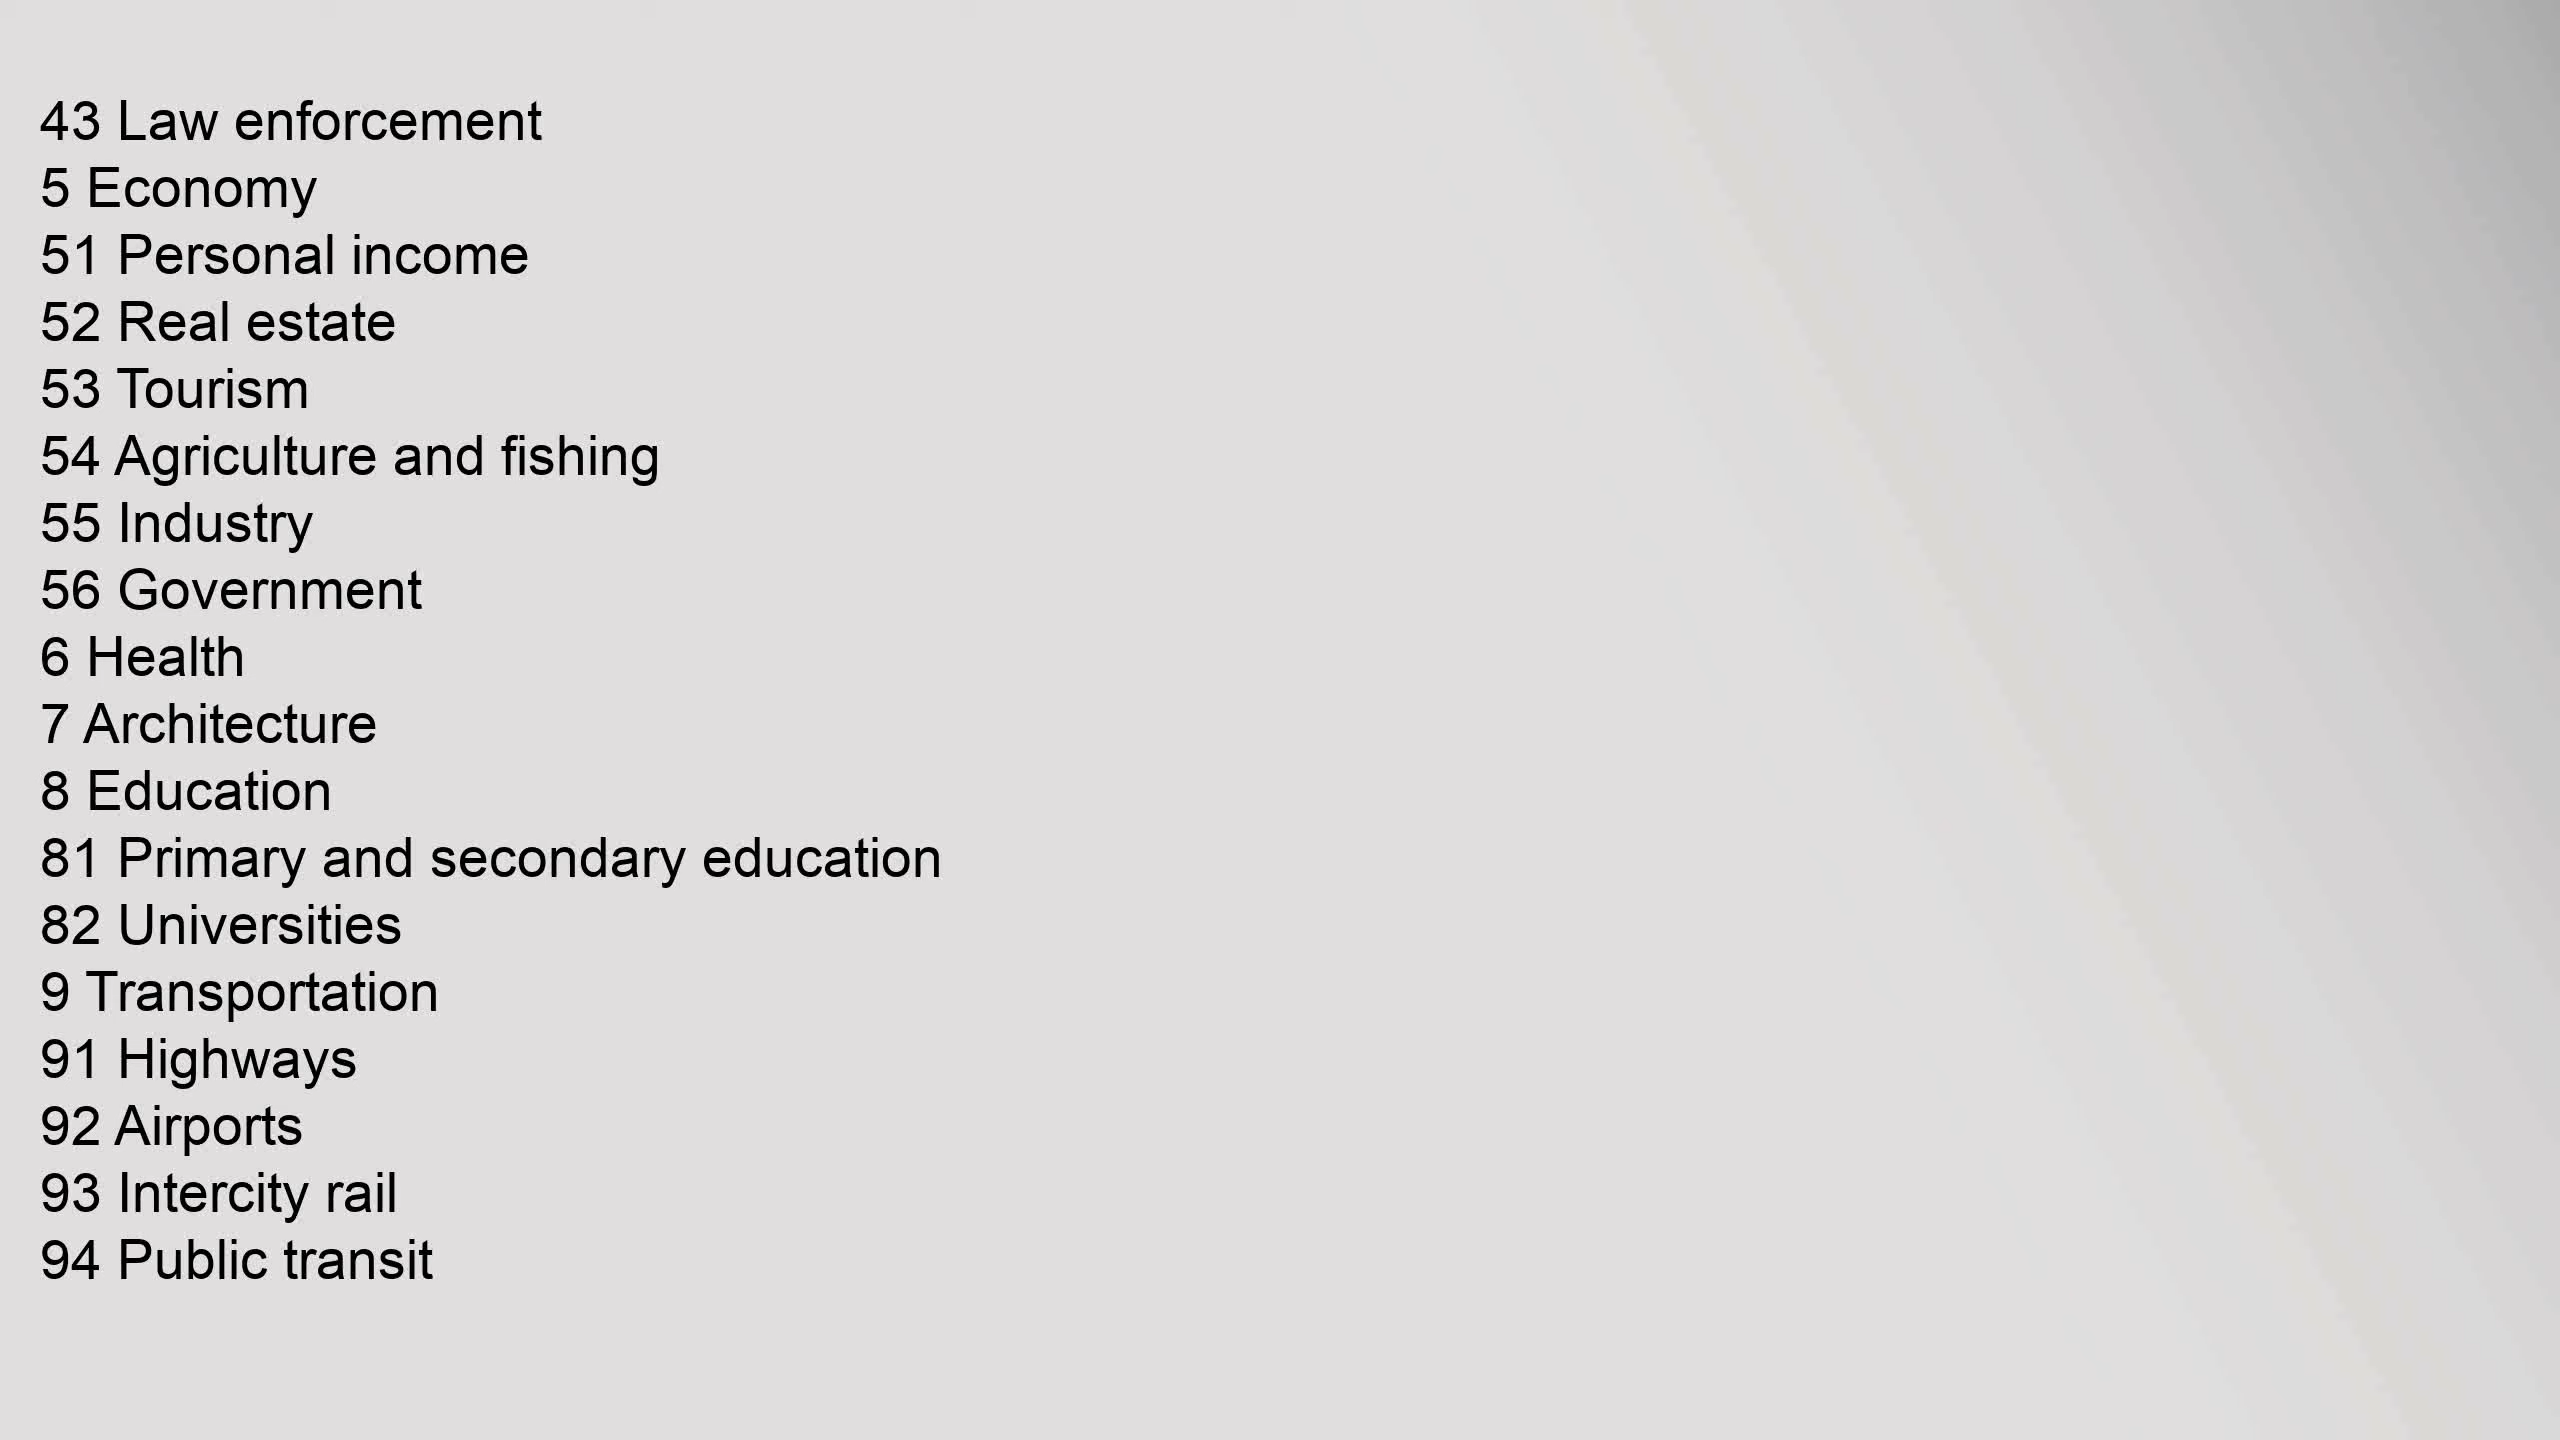 43 Law enforcement
5 Economy
51 Personal income
52 Real estate
53 Tourism
54 Agriculture and fishing
55 Industry
56 Government
6 Health
7 Architecture
8 Education
81 Primary and secondary education
82 Universities
9 Transportation
91 Highways
92 Airports
93 Intercity rail
94 Public transit